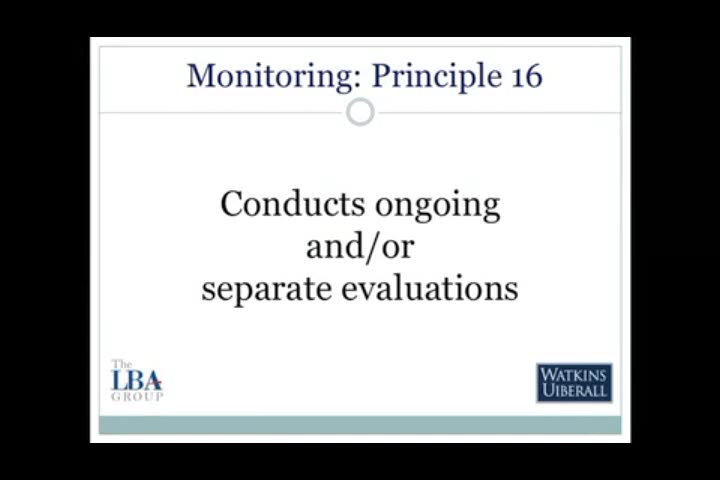 Monitoring: Principle 16
Conducts ongoing
and/or
separate evaluations
The
LBA
GROUP
WATKINS
UIBERALL